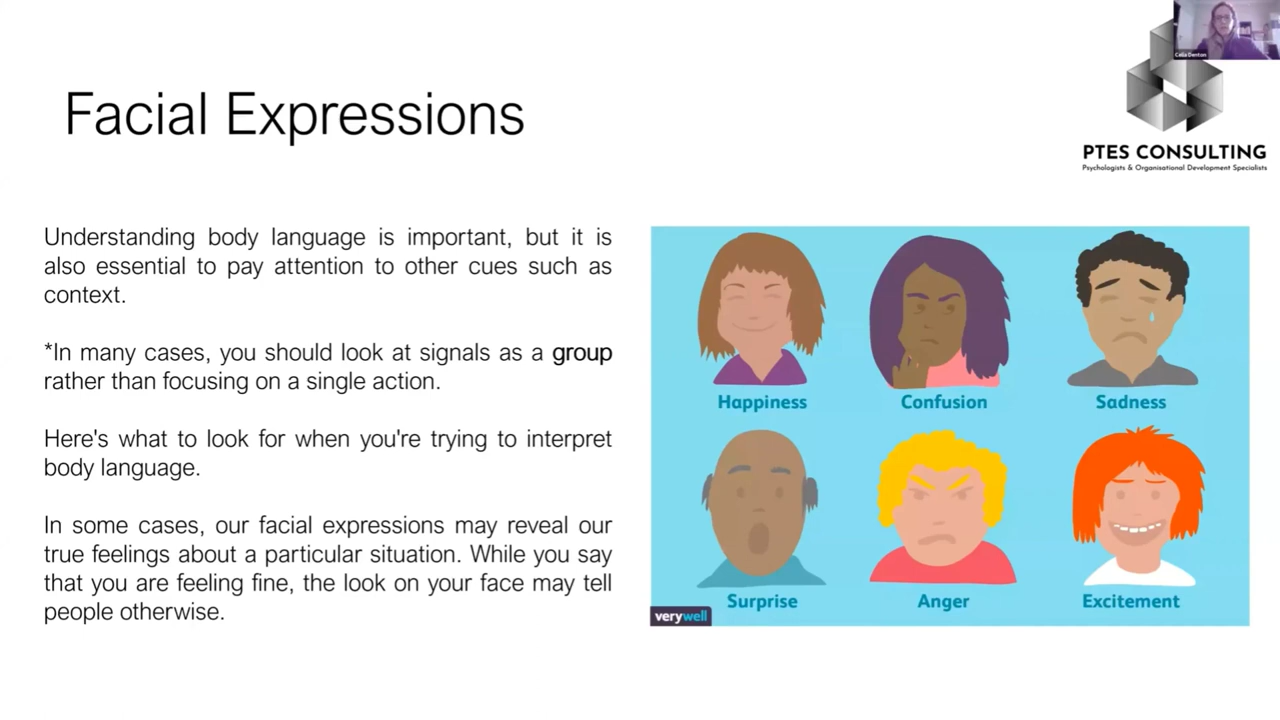 Celia Denton
Facial Expressions
PTES CONSULTING
Psychologists & Organisational Development Specialists
Understanding body language is important, but it is
also essential to pay attention to other cues such as
context.
*In many cases, you should look at signals as a group
rather than focusing on a single action.
Here's what to look for when you're trying to interpret
body language.
In some cases, our facial expressions may reveal our
true feelings about a particular situation. While you say
that you are feeling fine, the look on your face may tell
people otherwise.
Happiness
Confusion
Sadness
Surprise
Anger
Excitement
verywell